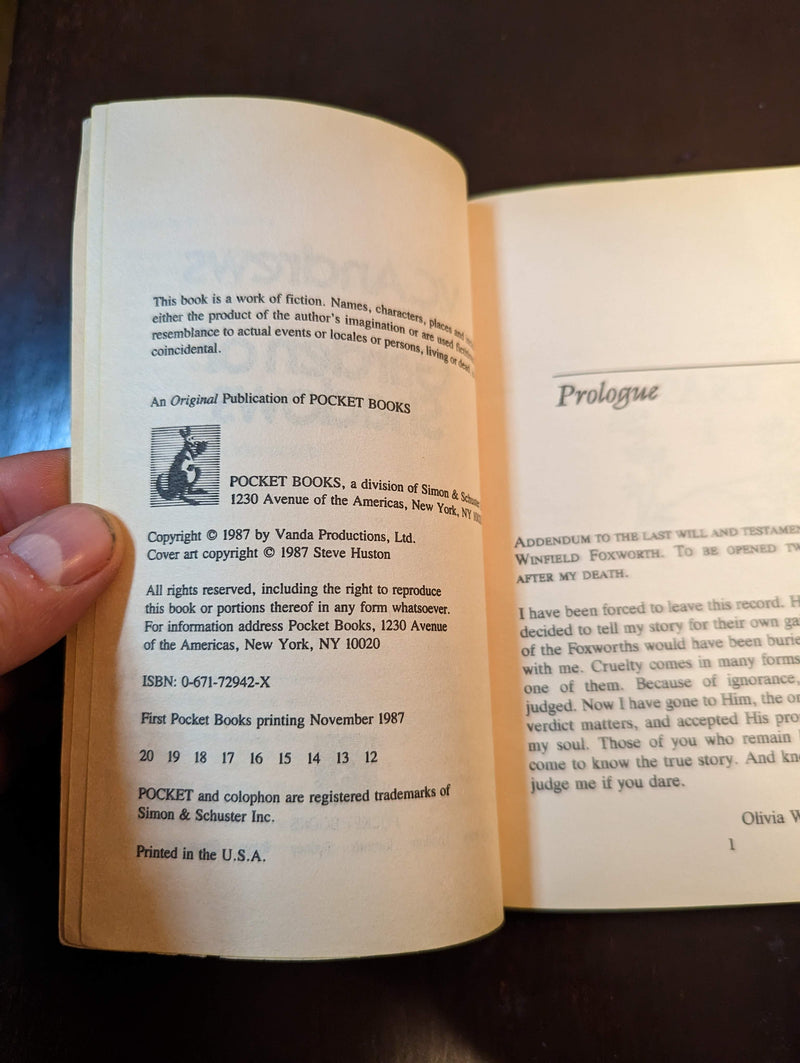 This book is a work of fiction. Names, characters, places and
either the product of the author's imagination or are used
resemblance to actual events or locales or persons, living or dead,
coincidental.
An Original Publication of POCKET BOOKS
POCKET BOOKS, a division of Simon & Schuster
1230 Avenue of the Americas, New York, NY
Copyright © 1987 by Vanda Productions, Ltd.
Cover art copyright © 1987 Steve Huston
All rights reserved, including the right to reproduce
this book or portions thereof in any form whatsoever.
For information address Pocket Books, 1230 Avenue
of the Americas, New York, NY 10020
ISBN: 0-671-72942-X
First Pocket Books printing November 1987
20 19 18 17 16 15 14 13 12
POCKET and colophon are registered trademarks of
Simon & Schuster Inc.
Printed in the U.S.A.
Prologue
ADDENDUM TO THE LAST WILL AND
WINFIELD FOXWORTH. TO BE OPENED
AFTER MY DEATH.
I have been forced to leave this record.
decided to tell my story for their own
of the Foxworths would have been
with me. Cruelty comes in many forms
one of them. Because of ignorance,
judged. Now I have gone to Him, the
verdict matters, and accepted His
my soul. Those of you who remain
come to know the true story. And
judge me if you dare.
Olivia
1